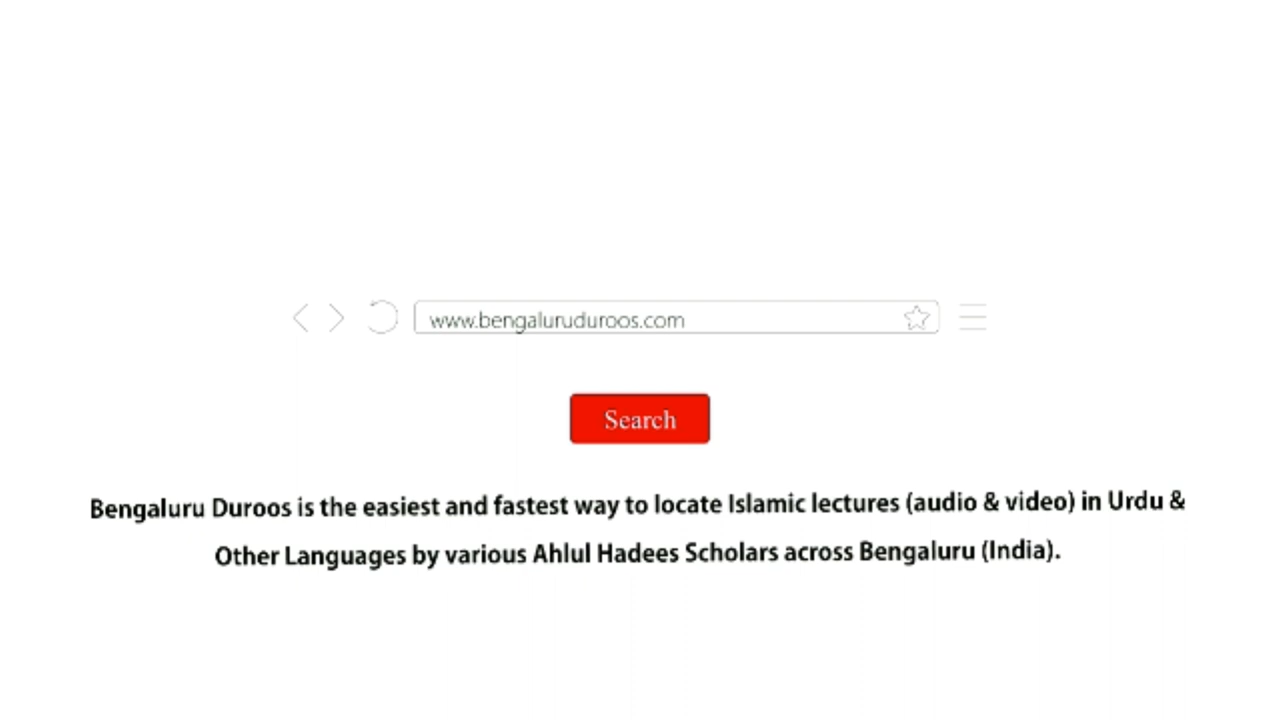 www.bengaluruduroos.com
Search
Bengaluru Duroos is the easiest and fastest way to locate Islamic lectures (audio & video) in Urdu &
Other Languages by various Ahlul Hadees Scholars across Bengaluru (India).